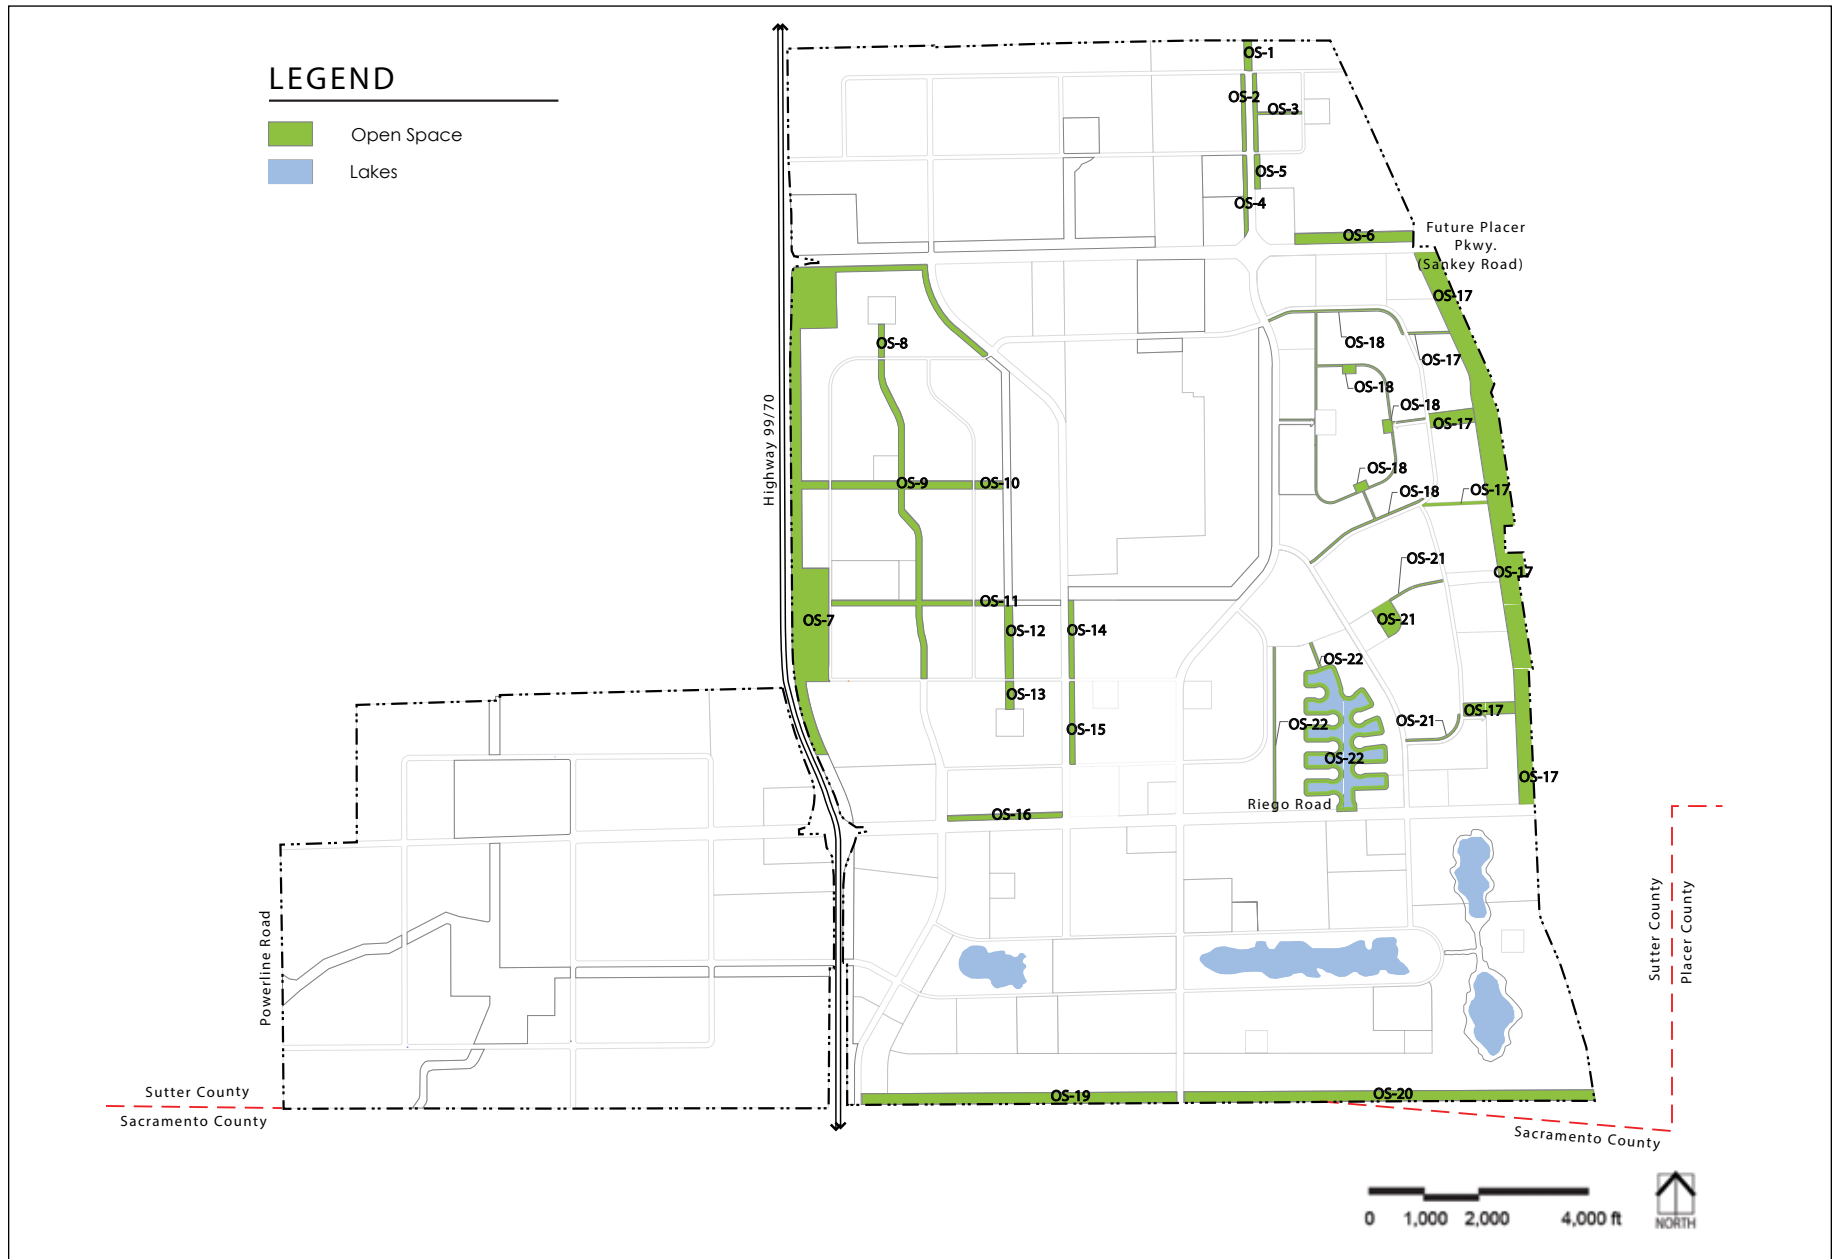 LEGEND
Open Space
Lakes
OS-1
OS-2
OS-3
OS-5
OS-4
OS-6
Future Placer
Pkwy.
(Sankey Road)
OS-17
OS-8
OS-18
OS-17
OS-18
OS-18
OS-17
Highway 99/70
OS-9
OS-10
OS-18
OS-18
OS-17
OS-21
OS-17
OS-11
OS-7
OS-12
OS-14
OS-21
OS-22
OS-13
OS-15
OS-22
OS-21
OS-17
OS-22
OS-17
Riego Road
OS-16
Powerline Road
Sutter County
Placer County
Sutter County
Sacramento County
OS-19
OS-20
Sacramento County
0 1,000 2,000 4,000 ft
NORTH